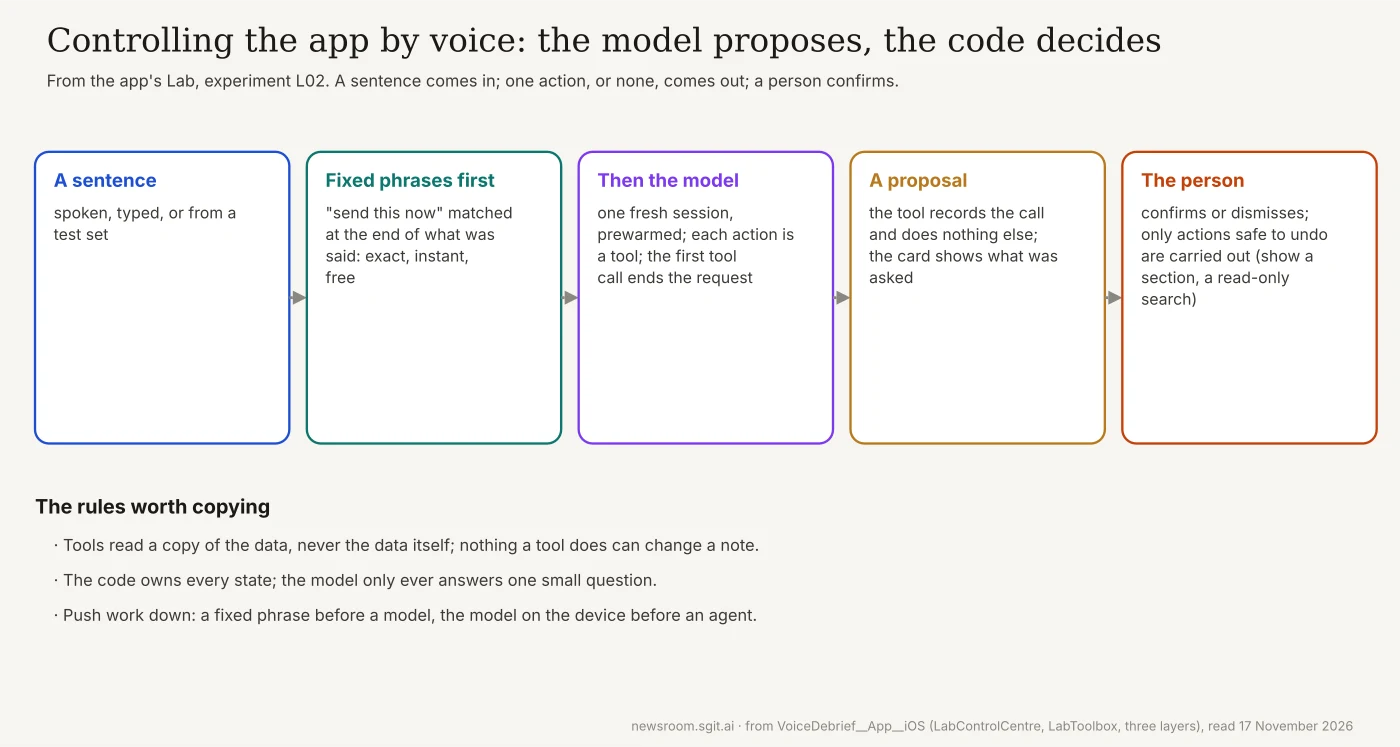 Controlling the app by voice: the model proposes, the code decides
From the app's Lab, experiment L02. A sentence comes in; one action, or none, comes out; a person confirms.
A sentence
spoken, typed, or from a
test set
Fixed phrases first
"send this now" matched
at the end of what was
said: exact, instant,
free
Then the model
one fresh session,
prewarmed; each action is
a tool; the first tool
call ends the request
A proposal
the tool records the call
and does nothing else;
the card shows what was
asked
The person
confirms or dismisses;
only actions safe to undo
are carried out (show a
section, a read-only
search)
The rules worth copying
· Tools read a copy of the data, never the data itself; nothing a tool does can change a note.
· The code owns every state; the model only ever answers one small question.
· Push work down: a fixed phrase before a model, the model on the device before an agent.
newsroom.sgit.ai · from VoiceDebrief__App__iOS (LabControlCentre, LabToolbox, three layers), read 17 November 2026